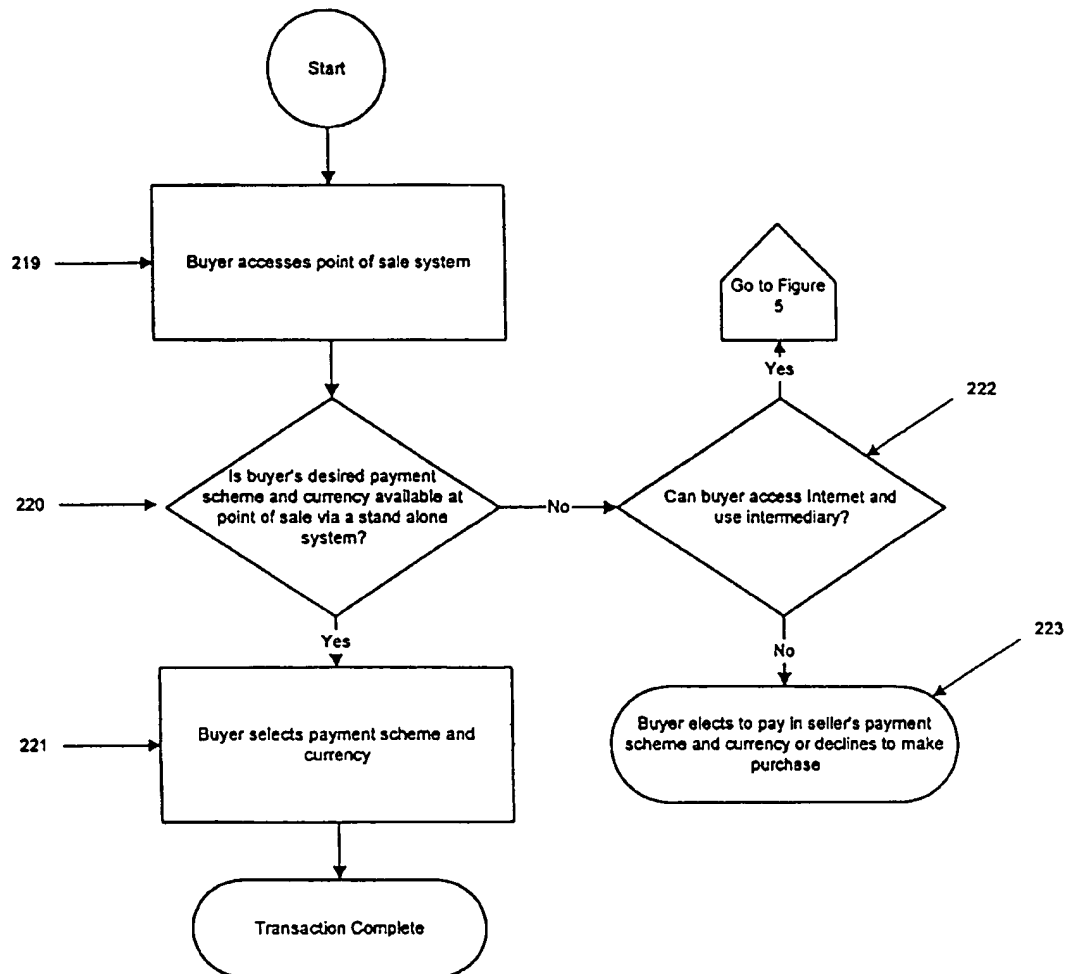 Start
219
Buyer accesses point of sale system
Go to Figure
5
Yes
222
220
Is buyer's desired payment
scheme and currency available at
point of sale via a stand alone
system?
No
Can buyer access Internet and
use intermediary?
Yes
No
223
221
Buyer selects payment scheme and
currency
Buyer elects to pay in seller's payment
scheme and currency or declines to make
purchase
Transaction Complete